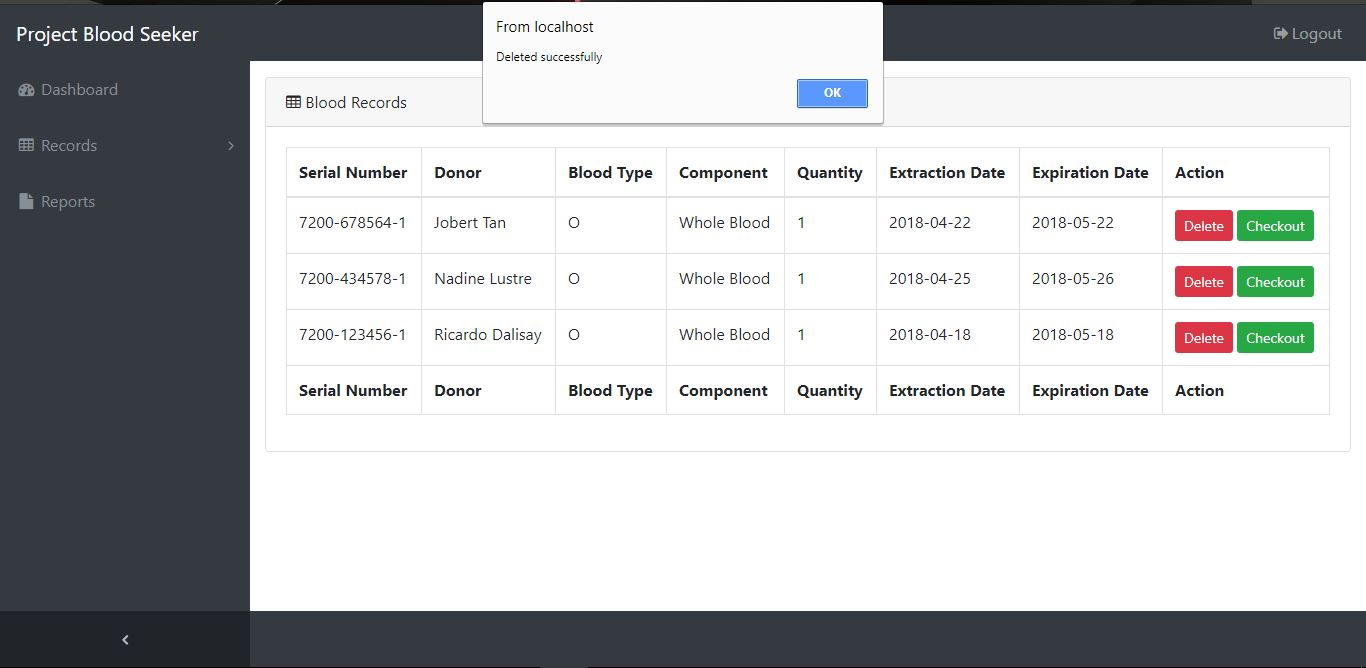 Project Blood Seeker
Logout
From localhost
Deleted successfully
OK
Dashboard
Records
Reports
Blood Records
Serial Number Donor Blood Type Component Quantity Extraction Date Expiration Date Action
7200-678564-1 Jobert Tan O Whole Blood 1 2018-04-22 2018-05-22 Delete Checkout
7200-434578-1 Nadine Lustre O Whole Blood 1 2018-04-25 2018-05-26 Delete Checkout
7200-123456-1 Ricardo Dalisay O Whole Blood 1 2018-04-18 2018-05-18 Delete Checkout
Serial Number Donor Blood Type Component Quantity Extraction Date Expiration Date Action